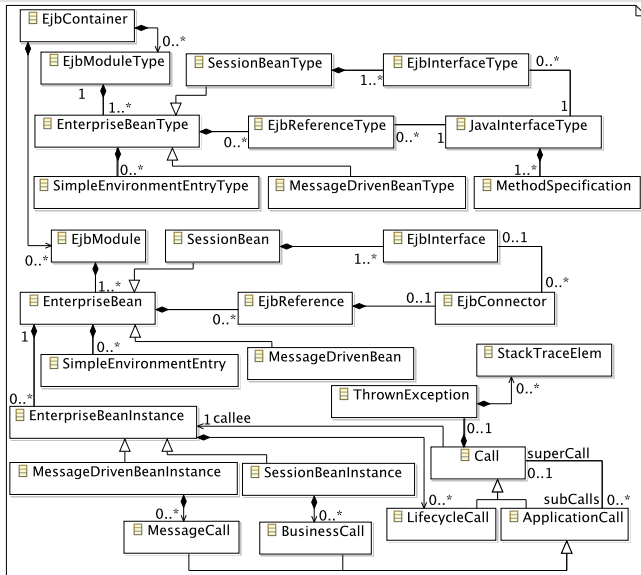 EjbContainer
0..*
EjbModuleType
SessionBeanType
EjbInterfaceType
0..*
1..*
1
1..*
1
EnterpriseBeanType
EjbReferenceType
JavaInterfaceType
0..*
0..*
1
0..*
1..*
SimpleEnvironmentEntryType
MessageDrivenBeanType
MethodSpecification
EjbModule
SessionBean
EjbInterface
0..1
0..*
1..*
1..*
0..*
EnterpriseBean
EjbReference
0..1
EjbConnector
0..*
1
0..*
SimpleEnvironmentEntry
MessageDrivenBean
StackTraceElem
0..*
ThrownException
0..*
EnterpriseBeanInstance
1
callee
0..1
Call
superCall
0..1
MessageDrivenBeanInstance
SessionBeanInstance
0..*
subCalls
0..*
0..*
0..*
LifecycleCall
ApplicationCall
MessageCall
BusinessCall